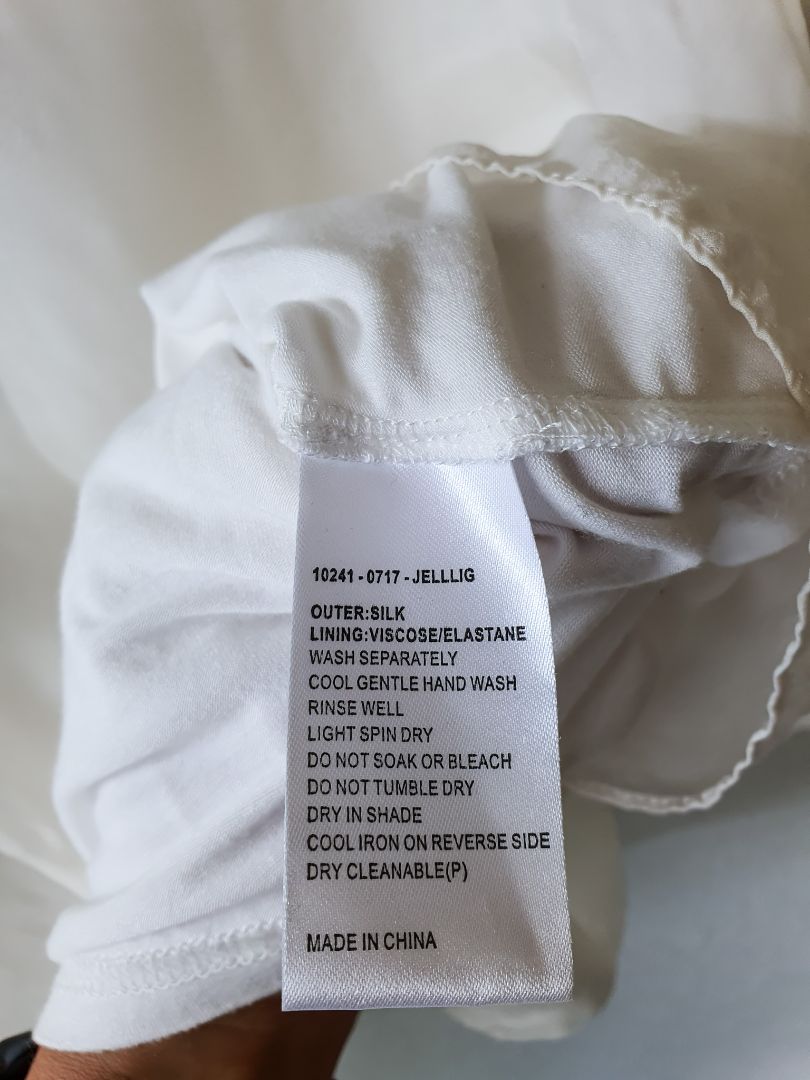 10241 - 0717 - JELLLIG
OUTER:SILK
LINING:VISCOSE/ELASTANE
WASH SEPARATELY
COOL GENTLE HAND WASH
RINSE WELL
LIGHT SPIN DRY
DO NOT SOAK OR BLEACH
DO NOT TUMBLE DRY
DRY IN SHADE
COOL IRON ON REVERSE SIDE
DRY CLEANABLE(P)
MADE IN CHINA